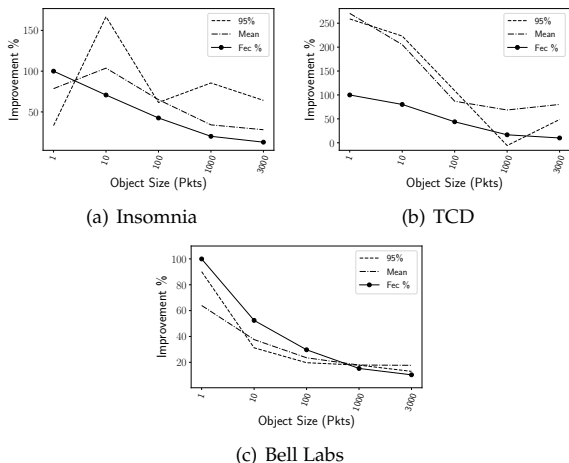 150
100
50
Improvement %
95%
Mean
Fec %
1
10
100
1000
3000
Object Size (Pkts)
(a) Insomnia
250
200
150
100
50
0
Improvement %
95%
Mean
Fec %
1
10
100
1000
3000
Object Size (Pkts)
(b) TCD
100
80
60
40
20
Improvement %
95%
Mean
Fec %
1
10
100
1000
3000
Object Size (Pkts)
(c) Bell Labs